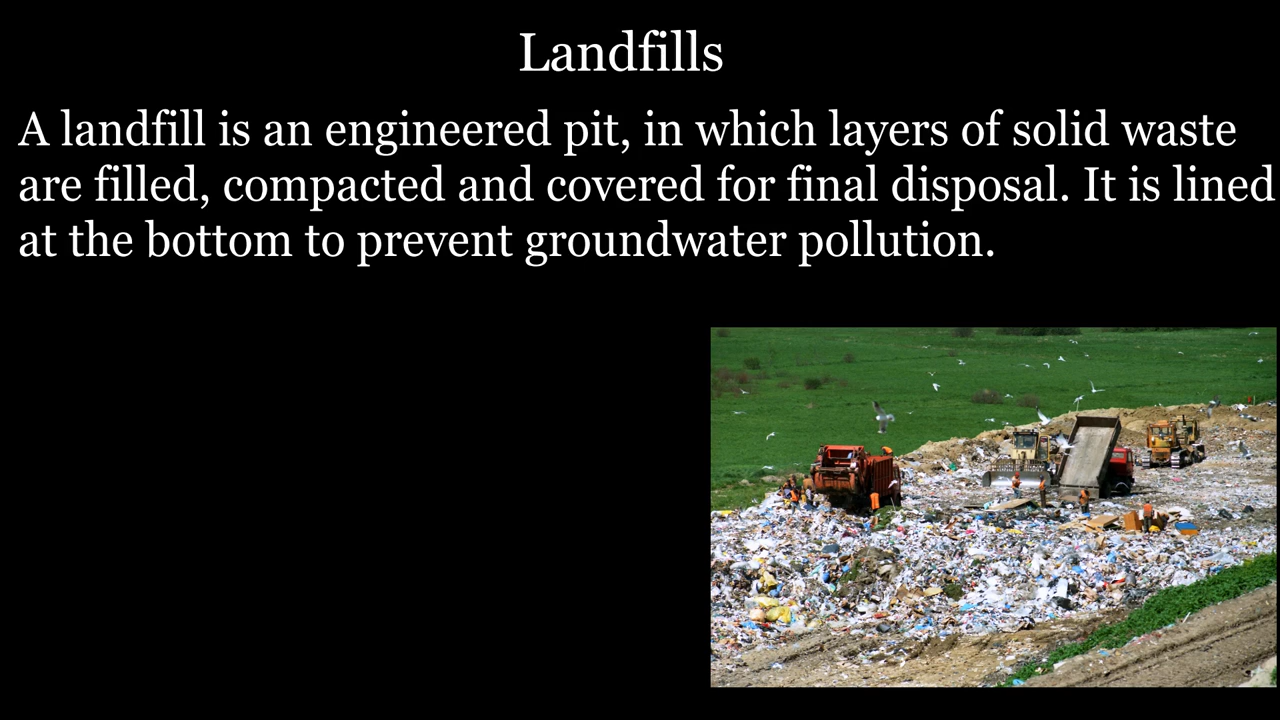 Landfills
A landfill is an engineered pit, in which layers of solid waste
are filled, compacted and covered for final disposal. It is lined
at the bottom to prevent groundwater pollution.